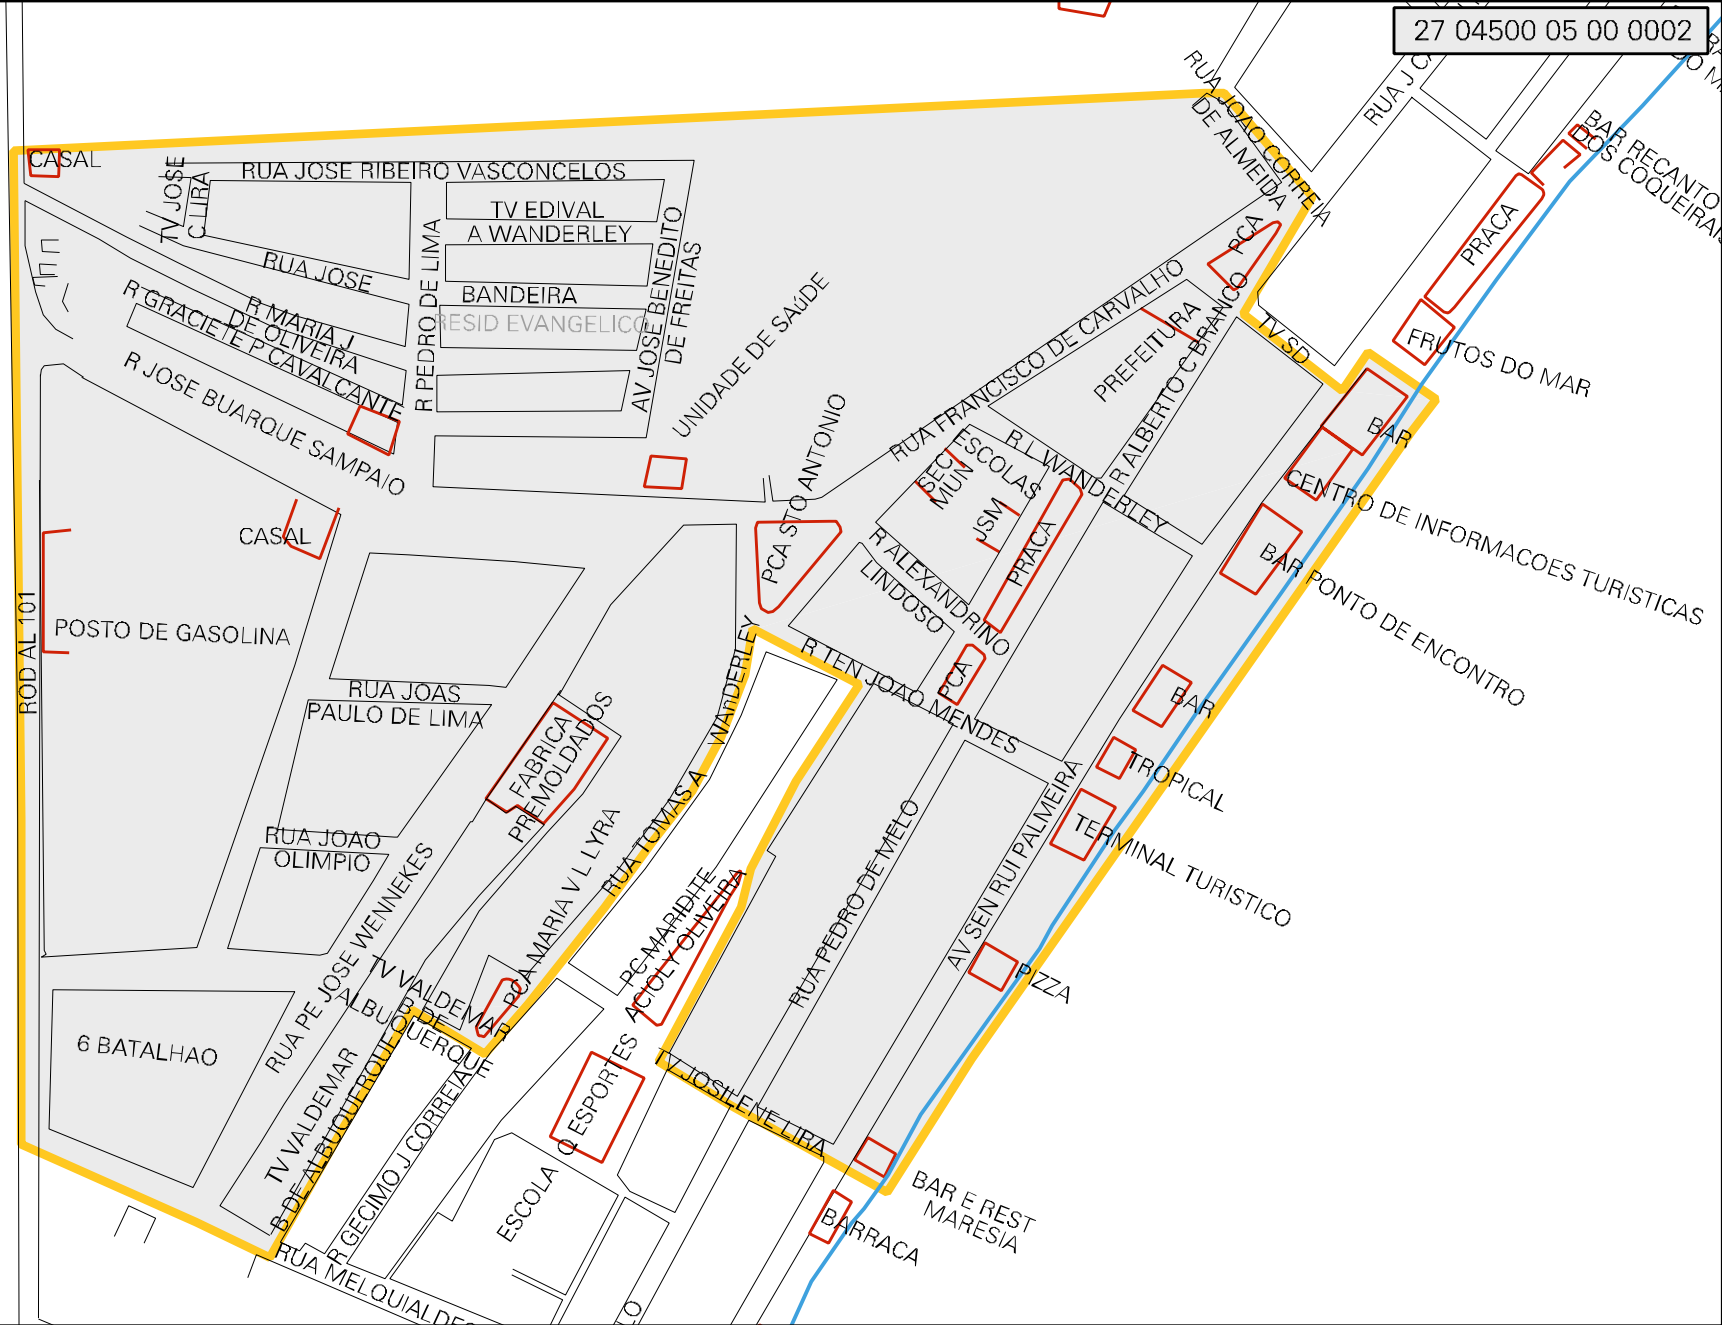 27 04500 05 00 0002
RUA JOAO CORREIA
DE ALMEIDA
BAR RECANTO
DOS COQUEIRAIS
CASAL
TV JOSE
C LIRA
RUA JOSE RIBEIRO VASCONCELOS
TV EDIVAL
A WANDERLEY
PCA
PRACA
RUA JOSE
R PEDRO DE LIMA
BANDEIRA
RESID EVANGELICO
AV JOSE BENEDITO
DE FREITAS
UNIDADE DE SAÚDE
R MARIA J
DE OLIVEIRA
R GRACIETE P CAVALCANTE
R JOSE BUARQUE SAMPAIO
RUA FRANCISCO DE CARVALHO
PREFEITURA
R ALBERTO C BRANCO
TV SD
FRUTOS DO MAR
BAR
CENTRO DE INFORMACOES TURISTICAS
BAR PONTO DE ENCONTRO
R L WANDERLEY
ESCOLAS
SEC
MUN
JSM
PRACA
PCA STO ANTONIO
R ALEXANDRINO
LINDOSO
CASAL
POSTO DE GASOLINA
ROD AL 101
RUA JOAS
PAULO DE LIMA
FABRICA
PREMOLDADOS
R TEN JOAO MENDES
PCA
BAR
TROPICAL
TERMINAL TURISTICO
RUA TOMAS A
WANDERLEY
RUA JOAO
OLIMPIO
PCA MARIA V L LYRA
PC MARIDITE
ACIOLY OLIVEIRA
RUA PEDRO DE MELO
AV SEN RUI PALMEIRA
PIZZA
RUA PE JOSE WENNEKES
TV VALDEMAR
B DE
ALBUQUERQUE
6 BATALHAO
TV VALDEMAR
B DE ALBUQUERQUE
R GECIMO J CORREIA
Q ESPORTES
TV JOSILENE LIRA
ESCOLA
BAR E REST
MARESIA
BARRACA
RUA MELQUIALDES